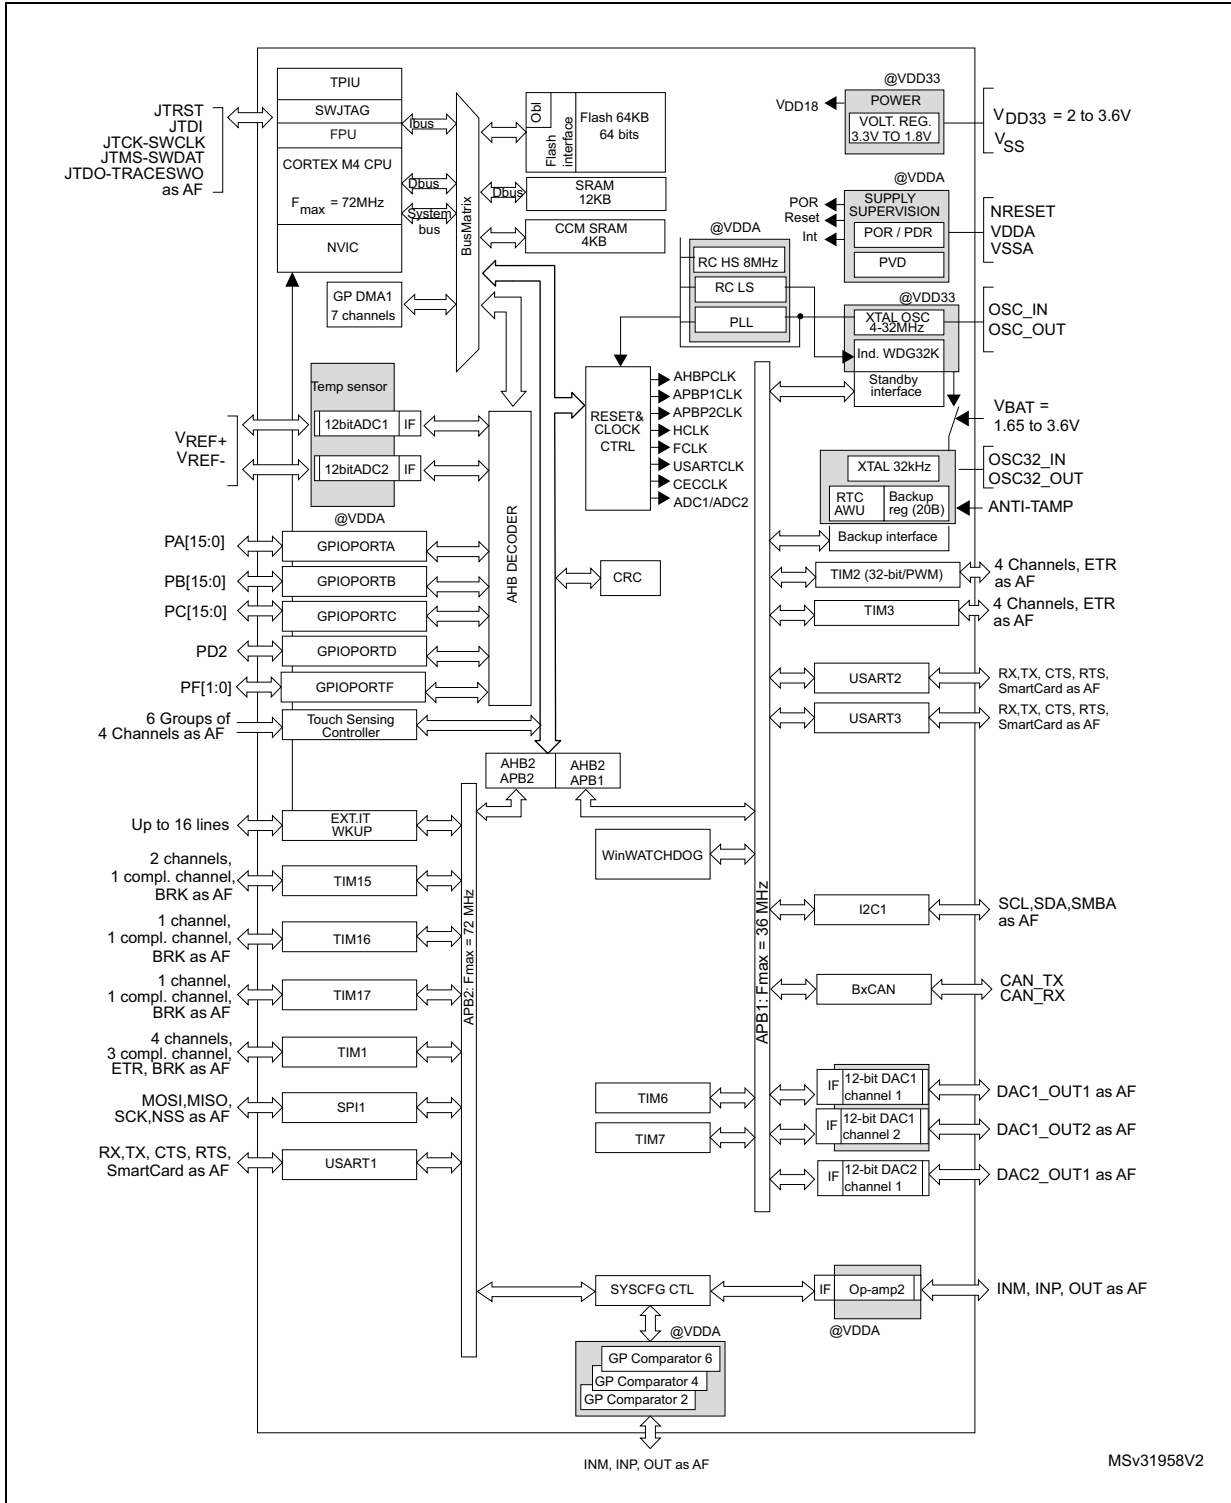 TPIU
SWJTAG
FPU
CORTEX M4 CPU
Fmax = 72MHz
NVIC
JTRST
JTDI
JTCK-SWCLK
JTMS-SWDAT
JTDO-TRACESWO
as AF
Ibus
Dbus
System
bus
BusMatrix
Obl
Flash
interface
Flash 64KB
64 bits
Dbus
SRAM
12KB
CCM SRAM
4KB
GP DMA1
7 channels
@VDD33
POWER
VOLT. REG.
3.3V TO 1.8V
VDD18
VDD33 = 2 to 3.6V
VSS
@VDDA
SUPPLY
SUPERVISION
POR / PDR
PVD
POR
Reset
Int
NRESET
VDDA
VSSA
@VDDA
RC HS 8MHz
RC LS
PLL
@VDD33
XTAL OSC
4-32MHz
Ind. WDG32K
Standby
interface
OSC_IN
OSC_OUT
VBAT =
1.65 to 3.6V
XTAL 32kHz
RTC
AWU
Backup
reg (20B)
Backup interface
OSC32_IN
OSC32_OUT
ANTI-TAMP
RESET&
CLOCK
CTRL
AHBPCLK
APBP1CLK
APBP2CLK
HCLK
FCLK
USARTCLK
CECCLK
ADC1/ADC2
Temp sensor
12bitADC1
IF
12bitADC2
IF
@VDDA
VREF+
VREF-
AHB DECODER
PA[15:0]
GPIOPORTA
PB[15:0]
GPIOPORTB
PC[15:0]
GPIOPORTC
PD2
GPIOPORTD
PF[1:0]
GPIOPORTF
6 Groups of
4 Channels as AF
Touch Sensing
Controller
CRC
AHB2
APB2
AHB2
APB1
TIM2 (32-bit/PWM)
4 Channels, ETR
as AF
TIM3
4 Channels, ETR
as AF
USART2
RX,TX, CTS, RTS,
SmartCard as AF
USART3
RX,TX, CTS, RTS,
SmartCard as AF
Up to 16 lines
EXT.IT
WKUP
WinWATCHDOG
2 channels,
1 compl. channel,
BRK as AF
TIM15
1 channel,
1 compl. channel,
BRK as AF
TIM16
1 channel,
1 compl. channel,
BRK as AF
TIM17
4 channels,
3 compl. channel,
ETR, BRK as AF
TIM1
MOSI,MISO,
SCK,NSS as AF
SPI1
RX,TX, CTS, RTS,
SmartCard as AF
USART1
APB2: Fmax = 72 MHz
APB1: Fmax = 36 MHz
I2C1
SCL,SDA,SMBA
as AF
BxCAN
CAN_TX
CAN_RX
TIM6
TIM7
IF
12-bit DAC1
channel 1
DAC1_OUT1 as AF
IF
12-bit DAC1
channel 2
DAC1_OUT2 as AF
IF
12-bit DAC2
channel 1
DAC2_OUT1 as AF
SYSCFG CTL
IF
Op-amp2
@VDDA
INM, INP, OUT as AF
@VDDA
GP Comparator 6
GP Comparator 4
GP Comparator 2
INM, INP, OUT as AF
MSv31958V2